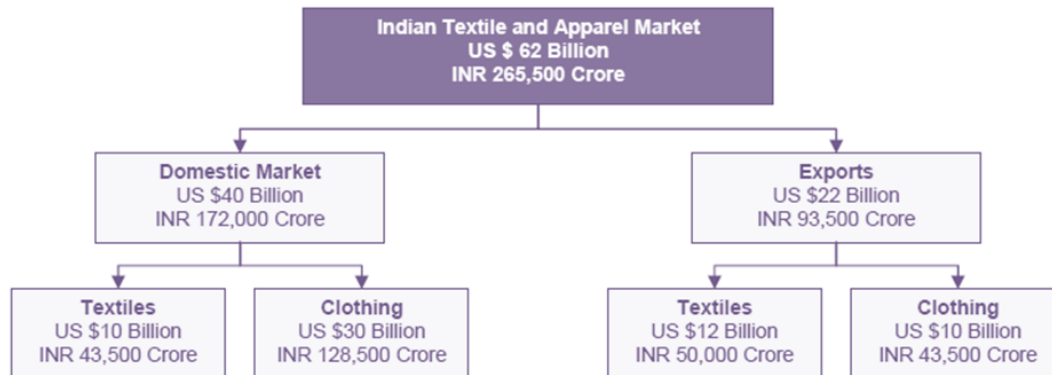 Indian Textile and Apparel Market
US $ 62 Billion
INR 265,500 Crore
Domestic Market
US $40 Billion
INR 172,000 Crore
Exports
US $22 Billion
INR 93,500 Crore
Textiles
US $10 Billion
INR 43,500 Crore
Clothing
US $30 Billion
INR 128,500 Crore
Textiles
US $12 Billion
INR 50,000 Crore
Clothing
US $10 Billion
INR 43,500 Crore